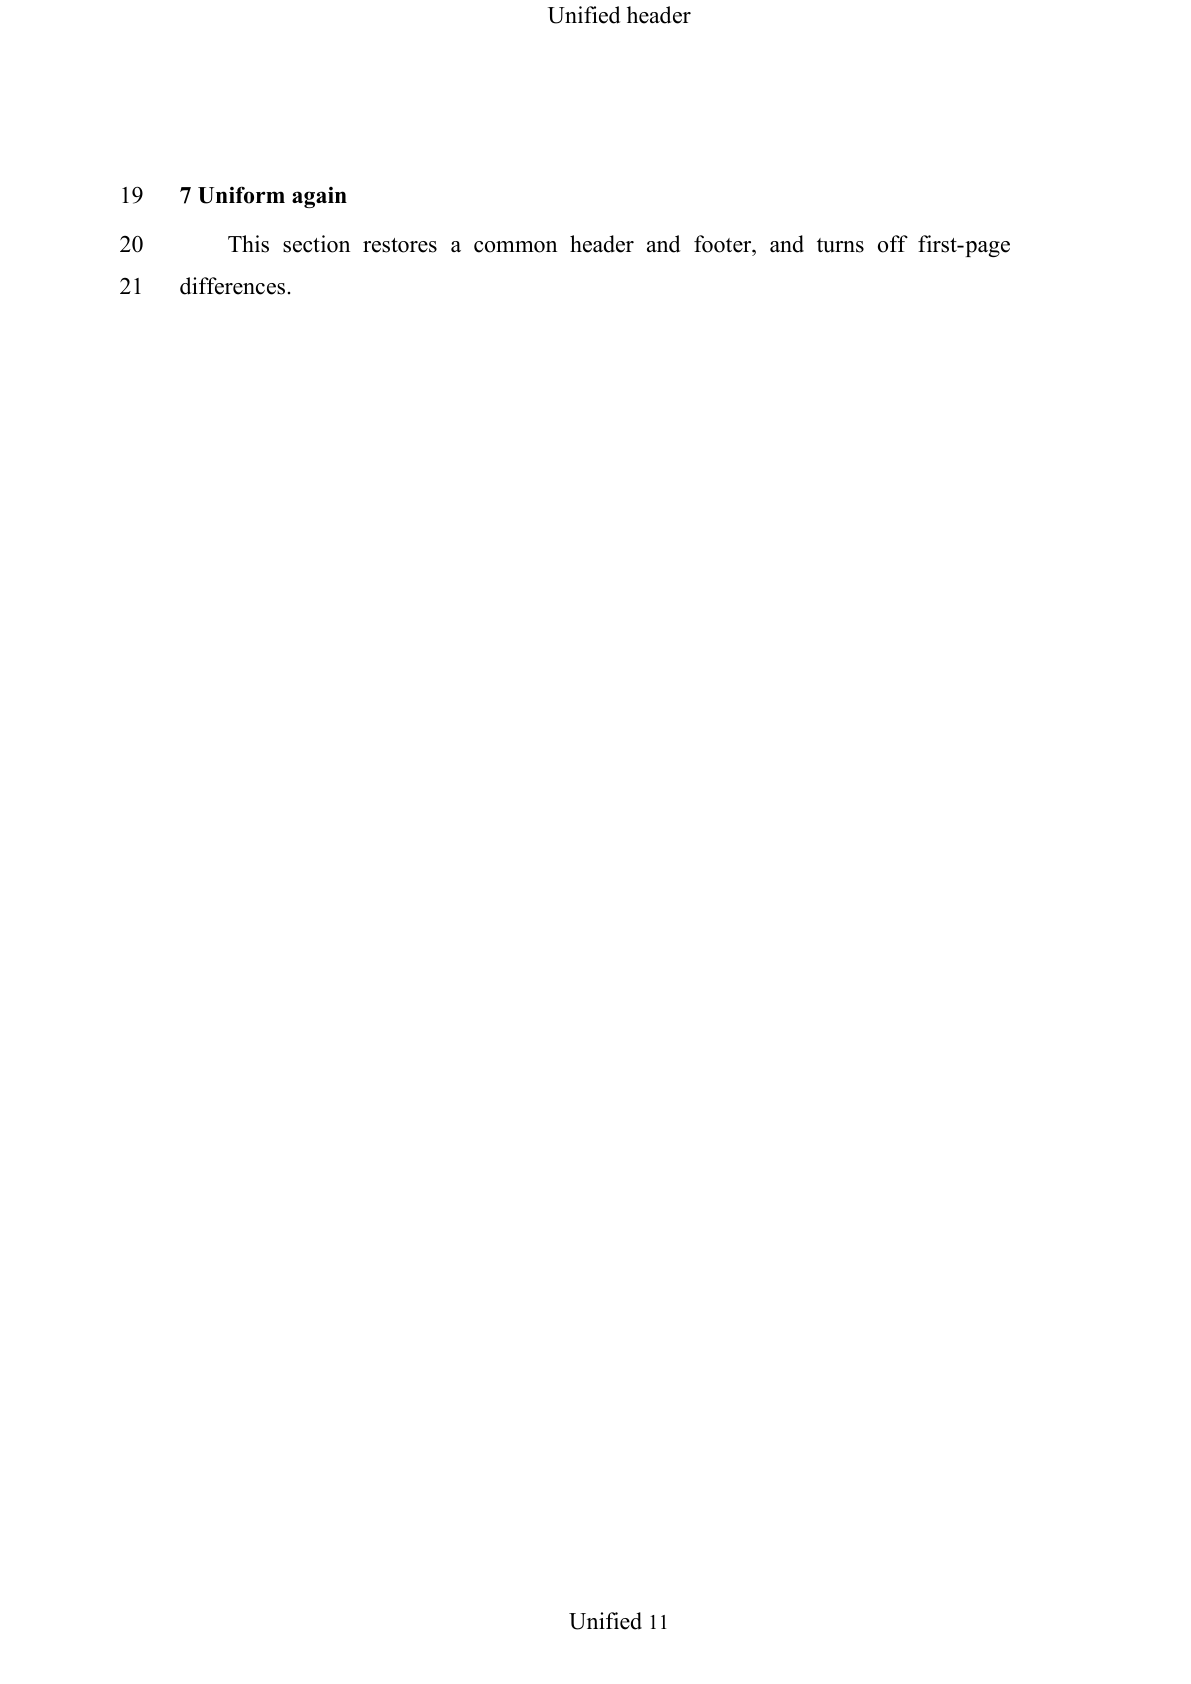 Unified header
19 7 Uniform again
20 This section restores a common header and footer, and turns off first-page
21 differences.
Unified 11